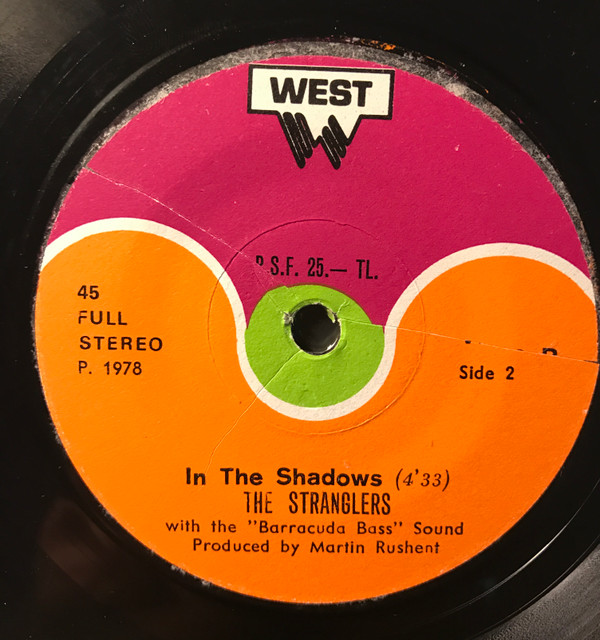 WEST
P.S.F. 25.— TL.
45
FULL
STEREO
P. 1978
Side 2
In The Shadows (4'33)
THE STRANGLERS
with the "Barracuda Bass" Sound
Produced by Martin Rushent